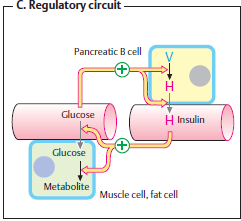 C. Regulatory circuit
Pancreatic B cell
V
H
+
Glucose
H Insulin
+
Glucose
Metabolite
Muscle cell, fat cell